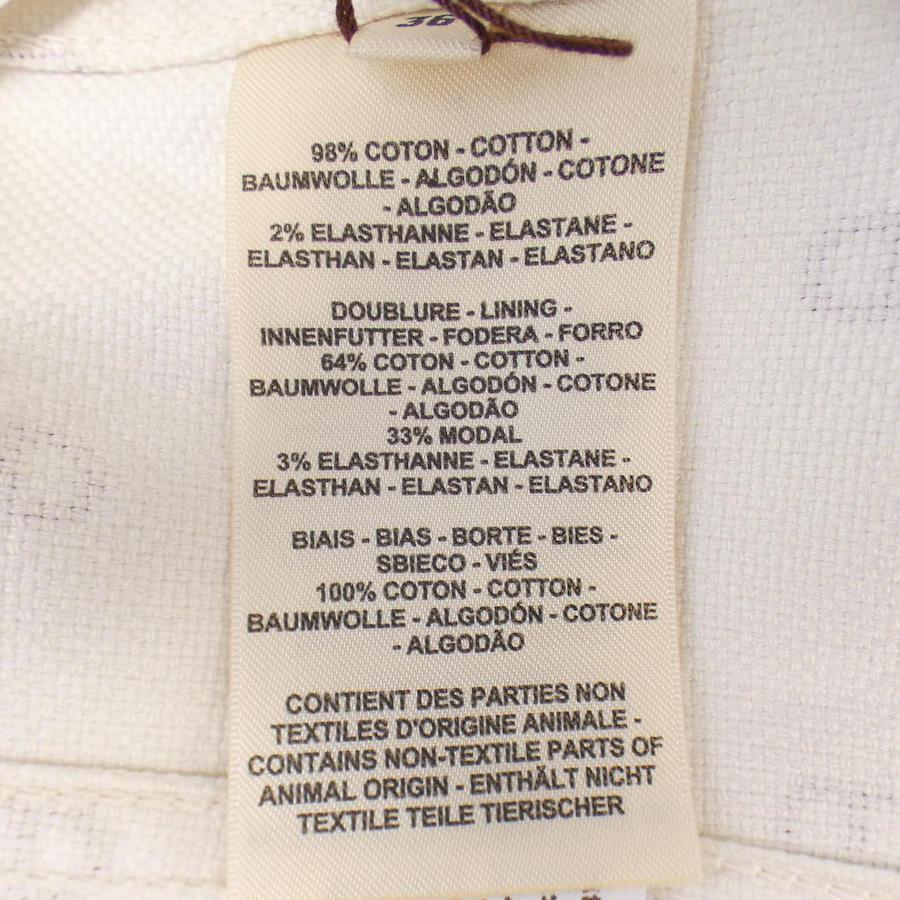 36
98% COTON - COTTON -
BAUMWOLLE - ALGODÓN - COTONE
- ALGODÃO
2% ELASTHANNE - ELASTANE -
ELASTHAN - ELASTAN - ELASTANO
DOUBLURE - LINING -
INNENFUTTER - FODERA - FORRO
64% COTON - COTTON -
BAUMWOLLE - ALGODÓN - COTONE
- ALGODÃO
33% MODAL
3% ELASTHANNE - ELASTANE -
ELASTHAN - ELASTAN - ELASTANO
BIAIS - BIAS - BORTE - BIES -
SBIECO - VIÉS
100% COTON - COTTON -
BAUMWOLLE - ALGODÓN - COTONE
- ALGODÃO
CONTIENT DES PARTIES NON
TEXTILES D'ORIGINE ANIMALE -
CONTAINS NON-TEXTILE PARTS OF
ANIMAL ORIGIN - ENTHÄLT NICHT
TEXTILE TEILE TIERISCHER